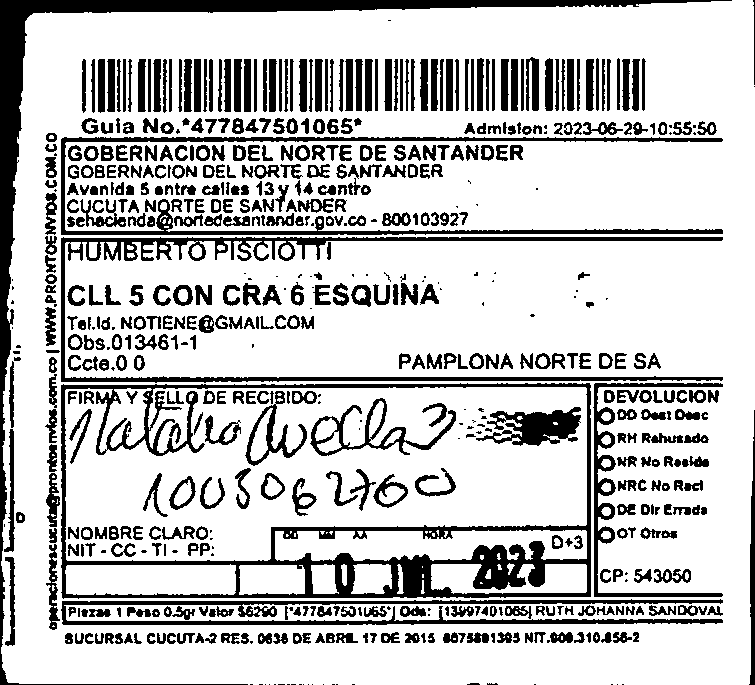 Guia No.*477847501065*
Admision: 2023-06-29-10:55:50
GOBERNACION DEL NORTE DE SANTANDER
GOBERNACION DEL NORTE DE SANTANDER
Avenida 5 entre calles 13 y 14 centro
CUCUTA NORTE DE SANTANDER
sehacienda@nortedesantander.gov.co - 800103927
HUMBERTO PISCIOTTI
CLL 5 CON CRA 6 ESQUINA
Tel.Id. NOTIENE@GMAIL.COM
Obs.013461-1
Ccte.0 0
PAMPLONA NORTE DE SA
FIRMA Y SELLO DE RECIBIDO:
Avella
1005062760
NOMBRE CLARO:
NIT - CC - TI - PP:
DD MM AA HORA
D+3
10 JUL. 2023
DEVOLUCION
DD Dest Desc
RH Rehusado
NR No Reside
NRC No Recl
DE Dir Errada
OT Otros
CP: 543050
Piezas 1 Peso 0.5gr Valor $6290 [*477847501065*] Ods: [13997401065] RUTH JOHANNA SANDOVAL
SUCURSAL CUCUTA-2 RES. 0636 DE ABRIL 17 DE 2015 6075891395 NIT.900.310.856-2
operacionescucuta@prontoenvios.com.co | WWW.PRONTOENVIOS.COM.CO